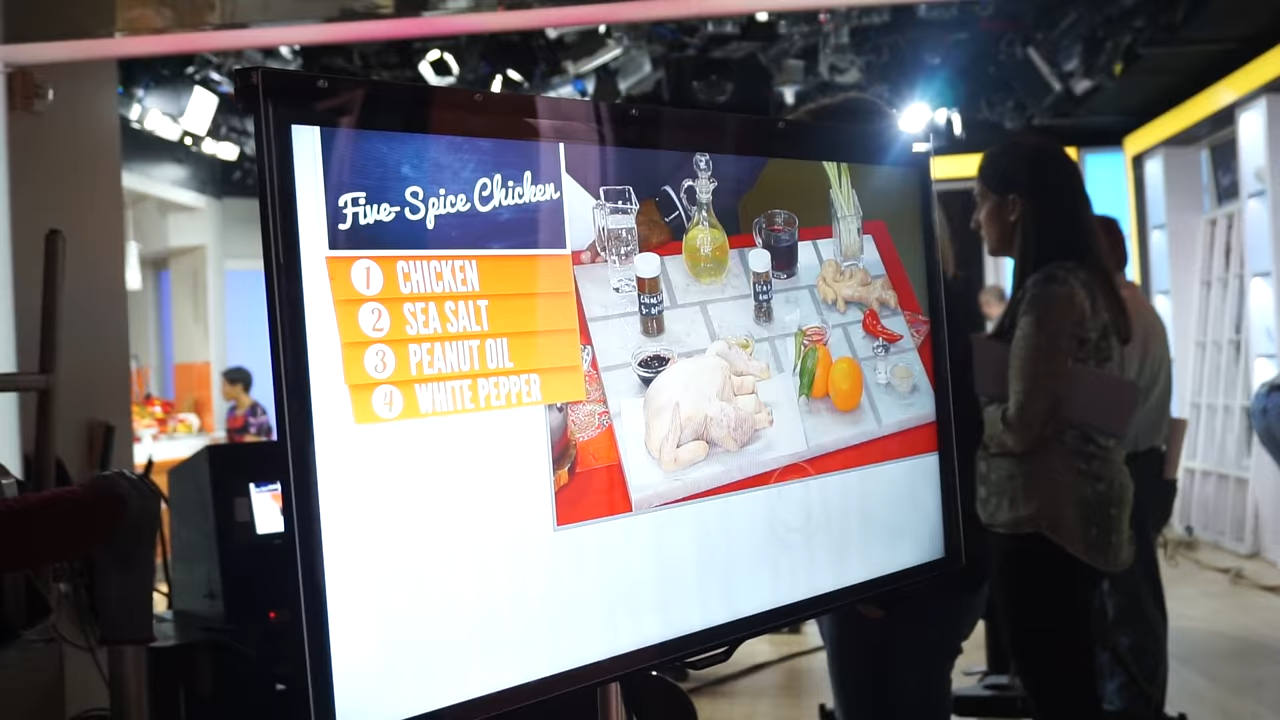 Five-Spice Chicken
1 CHICKEN
2 SEA SALT
3 PEANUT OIL
4 WHITE PEPPER